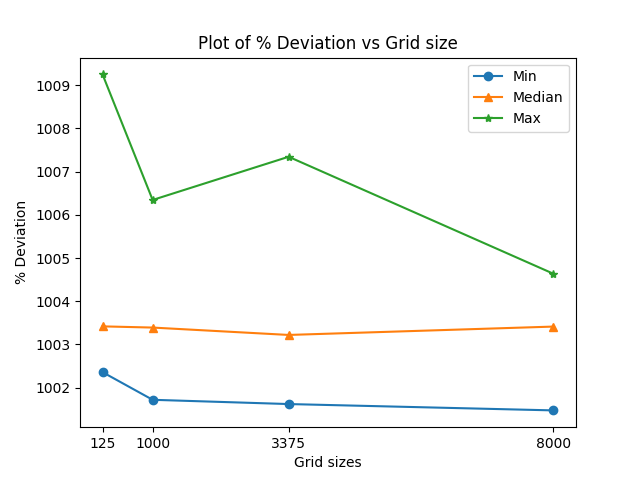 Plot of % Deviation vs Grid size
Min
Median
Max
1009
1008
1007
1006
1005
1004
1003
1002
% Deviation
125 1000 3375 8000
Grid sizes